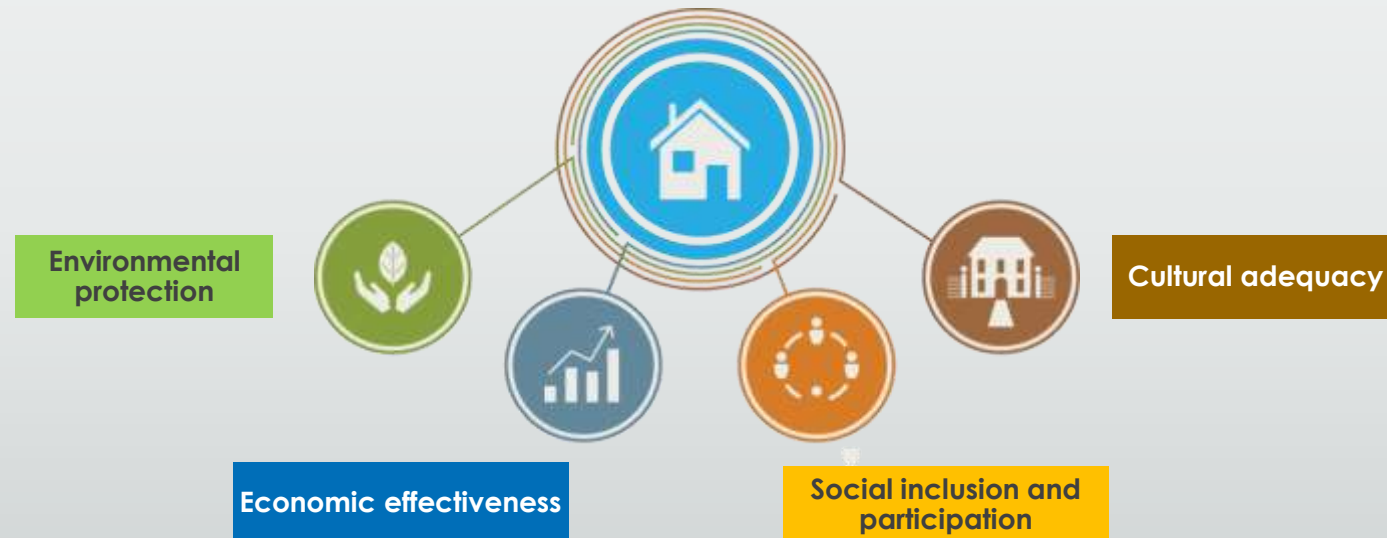 Environmental
protection
Cultural adequacy
Economic effectiveness
Social inclusion and
participation